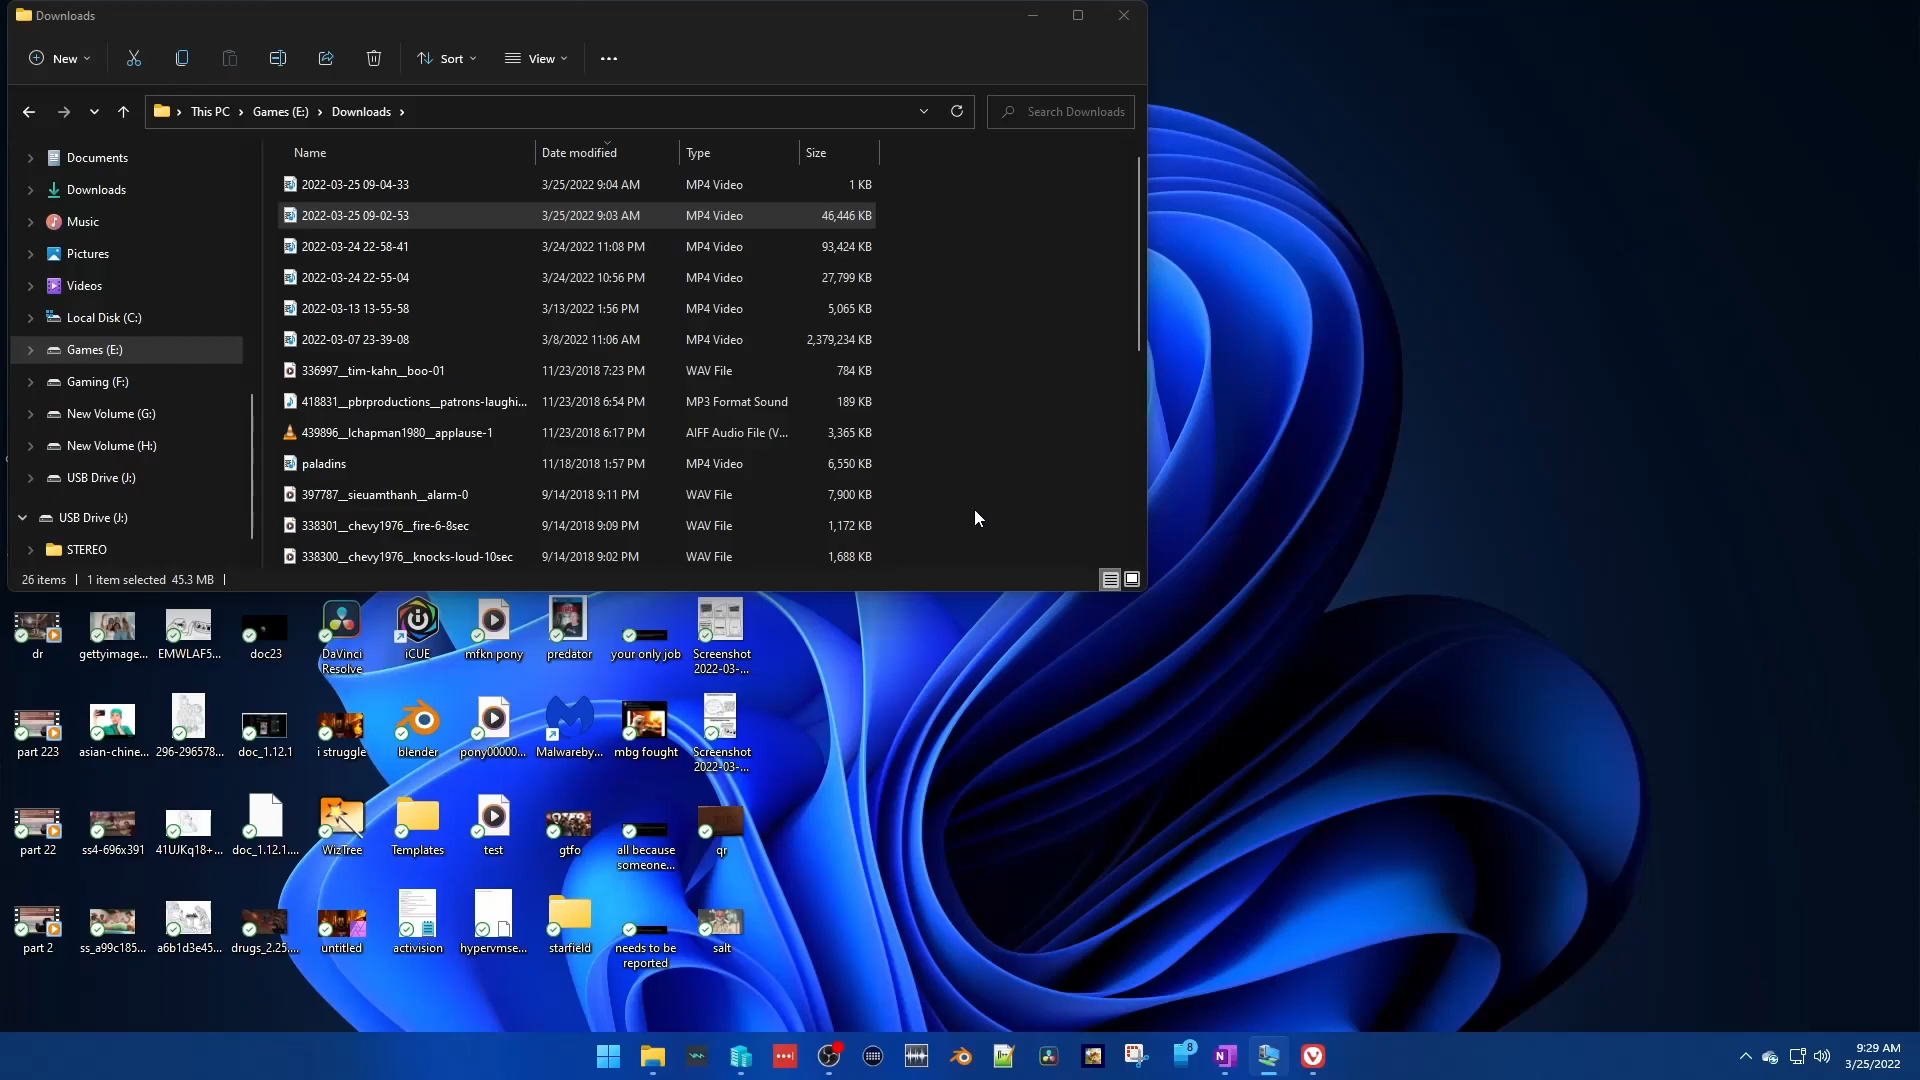 Downloads
New
Sort
View
This PC
Games (E:)
Downloads
Search Downloads
Name
Date modified
Type
Size
Documents
Downloads
Music
Pictures
Videos
Local Disk (C:)
Games (E:)
Gaming (F:)
New Volume (G:)
New Volume (H:)
USB Drive (J:)
USB Drive (J:)
STEREO
2022-03-25 09-04-33 3/25/2022 9:04 AM MP4 Video 1 KB
2022-03-25 09-02-53 3/25/2022 9:03 AM MP4 Video 46,446 KB
2022-03-24 22-58-41 3/24/2022 11:08 PM MP4 Video 93,424 KB
2022-03-24 22-55-04 3/24/2022 10:56 PM MP4 Video 27,799 KB
2022-03-13 13-55-58 3/13/2022 1:56 PM MP4 Video 5,065 KB
2022-03-07 23-39-08 3/8/2022 11:06 AM MP4 Video 2,379,234 KB
336997__tim-kahn__boo-01 11/23/2018 7:23 PM WAV File 784 KB
418831__pbrproductions__patrons-laughi... 11/23/2018 6:54 PM MP3 Format Sound 189 KB
439896__lchapman1980__applause-1 11/23/2018 6:17 PM AIFF Audio File (V... 3,365 KB
paladins 11/18/2018 1:57 PM MP4 Video 6,550 KB
397787__sieuamthanh__alarm-0 9/14/2018 9:11 PM WAV File 7,900 KB
338301__chevy1976__fire-6-8sec 9/14/2018 9:09 PM WAV File 1,172 KB
338300__chevy1976__knocks-loud-10sec 9/14/2018 9:02 PM WAV File 1,688 KB
26 items | 1 item selected 45.3 MB |
dr
gettyimage...
EMWLAF5...
doc23
DaVinci
Resolve
iCUE
mfkn pony
predator
your only job
Screenshot
2022-03-...
part 223
asian-chine...
296-296578...
doc_1.12.1
i struggle
blender
pony00000...
Malwareby...
mbg fought
Screenshot
2022-03-...
part 22
ss4-696x391
41UJKq18+...
doc_1.12.1....
WizTree
Templates
test
gtfo
all because
someone...
qr
part 2
ss_a99c185...
a6b1d3e45...
drugs_2.25....
untitled
activision
hypervmse...
starfield
needs to be
reported
salt
8
9:29 AM
3/25/2022